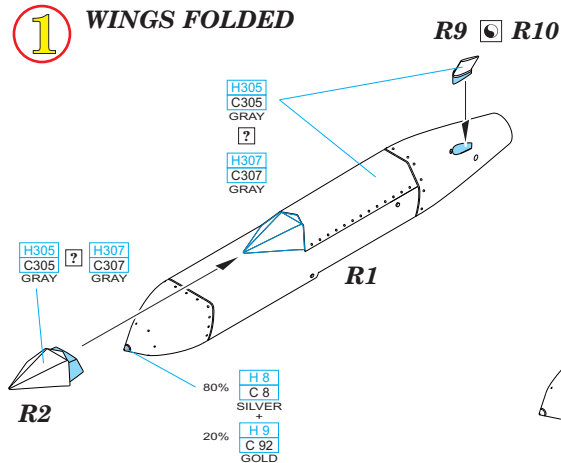 1 WINGS FOLDED
R9 R10
H305
C305
GRAY
?
H307
C307
GRAY
R1
H305 ? H307
C305 C307
GRAY GRAY
R2
80% H 8
C 8
SILVER
+
20% H 9
C 92
GOLD